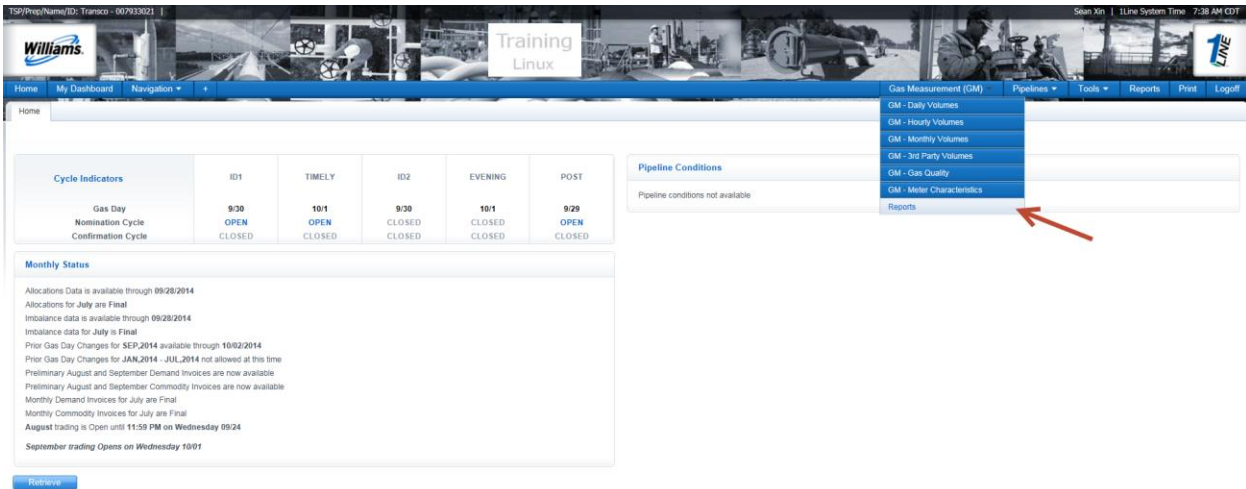 TSP/Prep/Name/ID: Transco - 007933021 |
Sean Xin | 1Line System Time 7:38 AM CDT
Williams.
Training
Linux
1LINE
Home My Dashboard Navigation + Gas Measurement (GM) Pipelines Tools Reports Print Logoff
Home
GM - Daily Volumes
GM - Hourly Volumes
GM - Monthly Volumes
GM - 3rd Party Volumes
GM - Gas Quality
GM - Meter Characteristics
Reports
Cycle Indicators ID1 TIMELY ID2 EVENING POST
Gas Day 9/30 10/1 9/30 10/1 9/29
Nomination Cycle OPEN OPEN CLOSED CLOSED OPEN
Confirmation Cycle CLOSED CLOSED CLOSED CLOSED CLOSED
Pipeline Conditions
Pipeline conditions not available
Monthly Status
Allocations Data is available through 09/28/2014
Allocations for July are Final
Imbalance data is available through 09/28/2014
Imbalance data for July is Final
Prior Gas Day Changes for SEP,2014 available through 10/02/2014
Prior Gas Day Changes for JAN,2014 - JUL,2014 not allowed at this time
Preliminary August and September Demand Invoices are now available
Preliminary August and September Commodity Invoices are now available
Monthly Demand Invoices for July are Final
Monthly Commodity Invoices for July are Final
August trading is Open until 11:59 PM on Wednesday 09/24
September trading Opens on Wednesday 10/01
Retrieve